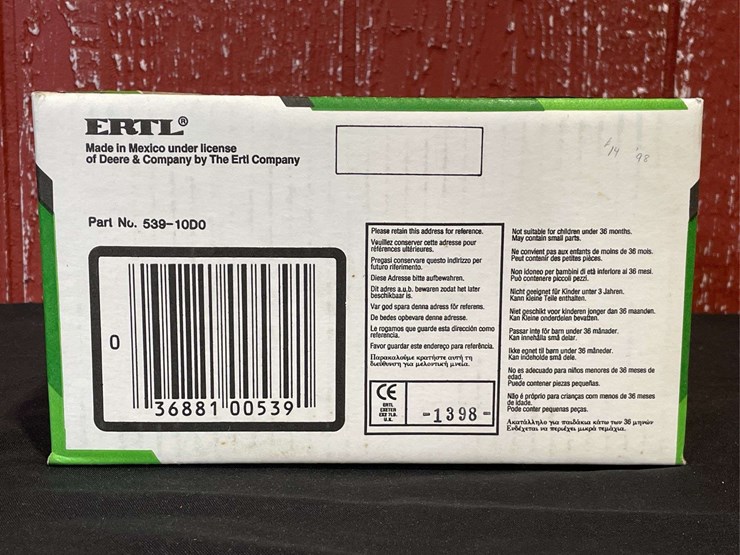 ERTL®
Made in Mexico under license
of Deere & Company by The Ertl Company
14 98
Part No. 539-10D0
0
36881 00539
Please retain this address for reference.
Veuillez conserver cette adresse pour
références ultérieures.
Pregasi conservare questo indirizzo per
futuro riferimento.
Diese Adresse bitte aufbewahren.
Dit adres a.u.b. bewaren zodat het later
beschikbaar is.
Var god spara denna adress för referens.
De bedes opbevare denne adresse.
Le rogamos que guarde esta dirección como
referencia.
Favor guardar este endereço para referência.
Παρακαλούμε κρατήστε αυτή τη
διεύθυνση για μελοντική μνεία.
CE
ERTL
EXETER
EX2 7LB.
U.K.
-1398-
Not suitable for children under 36 months.
May contain small parts.
Ne convient pas aux enfants de moins de 36 mois.
Peut contenir des petites pièces.
Non idoneo per bambini di età inferiore ai 36 mesi.
Può contenere piccoli pezzi.
Nicht geeignet für Kinder unter 3 Jahren.
Kann kleine Teile enthalten.
Niet geschikt voor kinderen jonger dan 36 maanden.
Kan kleine onderdelen bevatten.
Passar inte för barn under 36 månader.
Kan innehålla små delar.
Ikke egnet til børn under 36 måneder.
Kan indeholde små dele.
No es adecuado para niños menores de 36 meses de
edad.
Puede contener piezas pequeñas.
Não é próprio para crianças com menos de 36 meses
de idade.
Pode conter pequenas peças.
Ακατάλληλο για παιδάκια κάτω των 36 μηνών
Ενδέχεται να περιέχει μικρά τεμάχια.